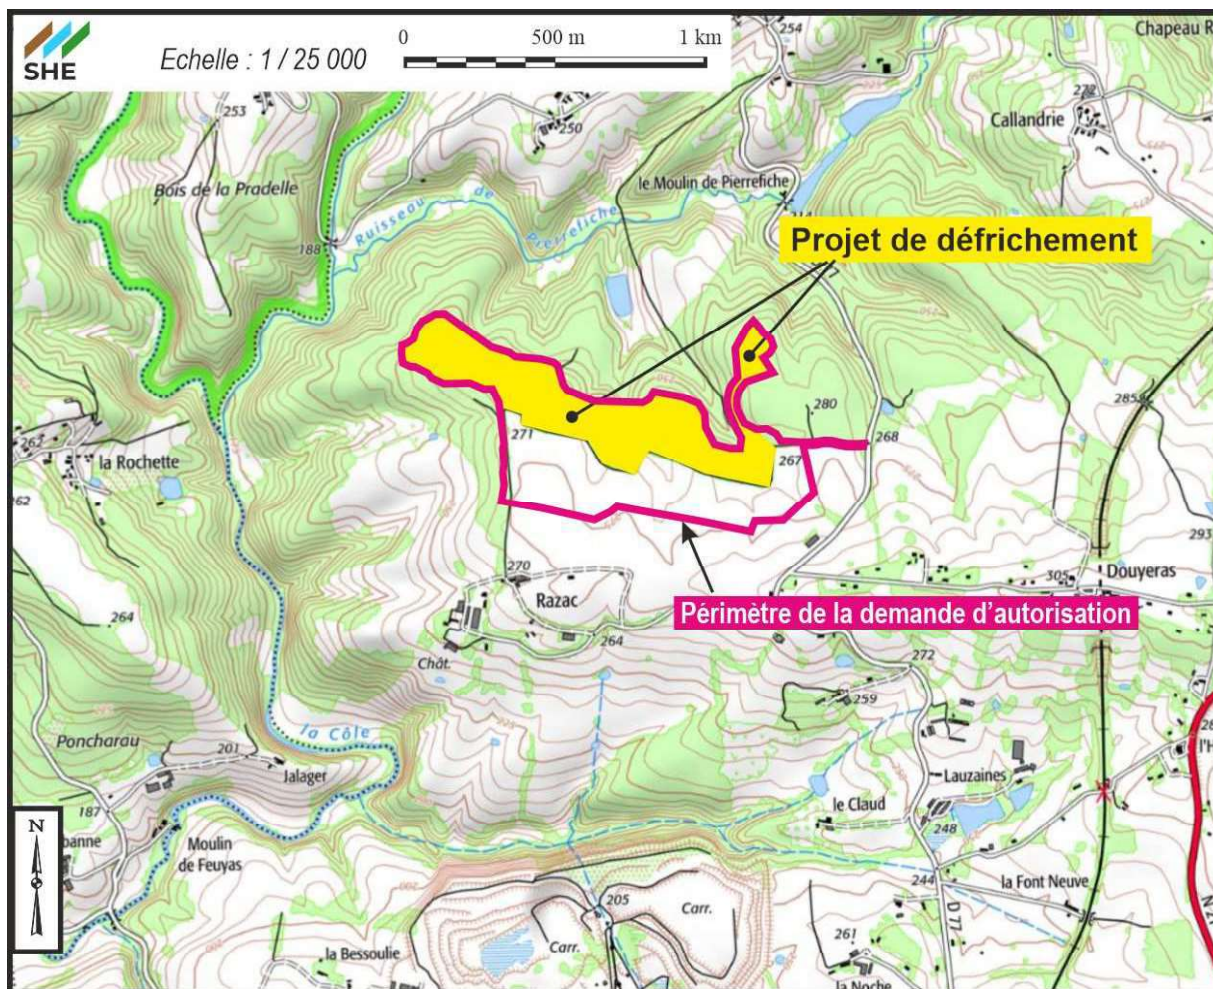 SHE
Echelle : 1 / 25 000
0
500 m
1 km
254
Chapeau R
253
250
272
Callandrie
Bois de la Pradelle
le Moulin de Pierrefiche
Ruisseau de Pierrefiche
188
Projet de défrichement
250
285
280
271
268
267
262
la Rochette
262
293
270
305
Douyeras
Razac
Périmètre de la demande d'autorisation
264
264
Chât.
272
259
Poncharau
la Côle
201
Jalager
Lauzaines
le Claud
187
N
Moulin
de Feuyas
248
244
la Font Neuve
205
Carr.
Carr.
D 77
261
la Bessoulie
la Noche